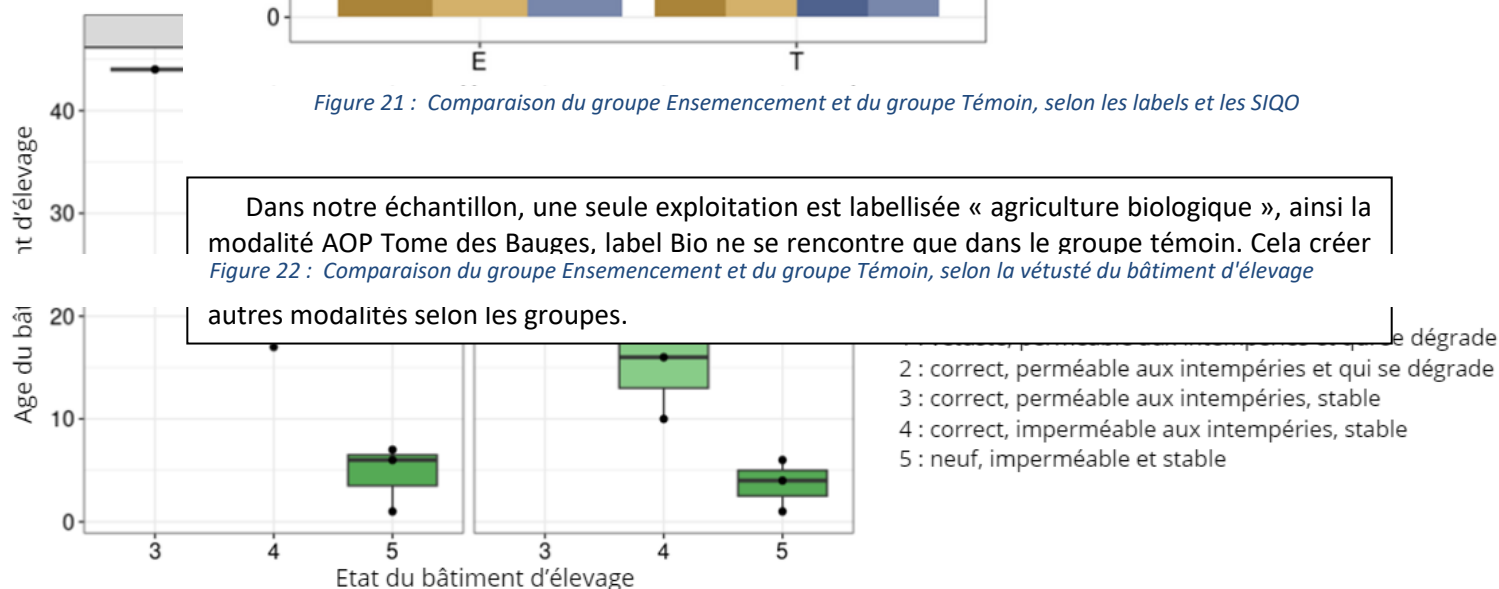 0
E T
Figure 21 : Comparaison du groupe Ensemencement et du groupe Témoin, selon les labels et les SIQO
Dans notre échantillon, une seule exploitation est labellisée « agriculture biologique », ainsi la
modalité AOP Tome des Bauges, label Bio ne se rencontre que dans le groupe témoin. Cela créer
Figure 22 : Comparaison du groupe Ensemencement et du groupe Témoin, selon la vétusté du bâtiment d'élevage
autres modalités selon les groupes.
40
30
20
10
0
Age du
d'élevage
3 4 5
3 4 5
Etat du bâtiment d'élevage
dégrade
2 : correct, perméable aux intempéries et qui se dégrade
3 : correct, perméable aux intempéries, stable
4 : correct, imperméable aux intempéries, stable
5 : neuf, imperméable et stable